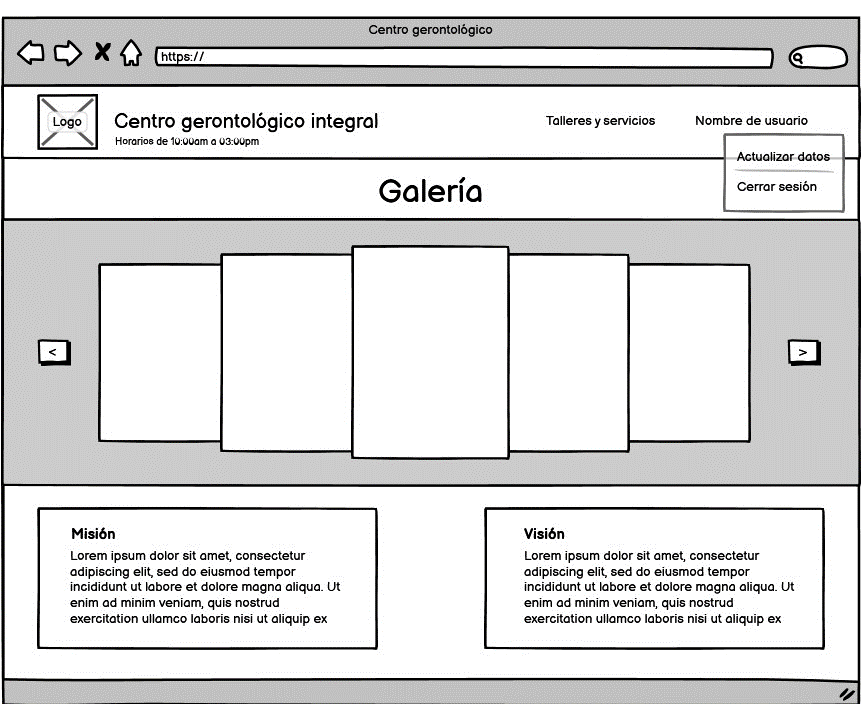 Centro gerontológico
https://
Logo
Centro gerontológico integral
Horarios de 10:00am a 03:00pm
Talleres y servicios
Nombre de usuario
Actualizar datos
Cerrar sesión
Galería
<
>
Misión
Lorem ipsum dolor sit amet, consectetur
adipiscing elit, sed do eiusmod tempor
incididunt ut labore et dolore magna aliqua. Ut
enim ad minim veniam, quis nostrud
exercitation ullamco laboris nisi ut aliquip ex
Visión
Lorem ipsum dolor sit amet, consectetur
adipiscing elit, sed do eiusmod tempor
incididunt ut labore et dolore magna aliqua. Ut
enim ad minim veniam, quis nostrud
exercitation ullamco laboris nisi ut aliquip ex